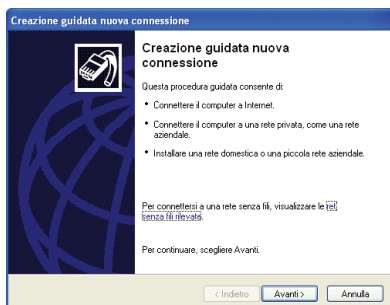 Creazione guidata nuova connessione
Creazione guidata nuova
connessione
Questa procedura guidata consente di:
• Connettere il computer a Internet.
• Connettere il computer a una rete privata, come una rete
aziendale.
• Installare una rete domestica o una piccola rete aziendale.
Per connettersi a una rete senza fili, visualizzare le reti
senza fili rilevate.
Per continuare, scegliere Avanti.
< Indietro Avanti > Annulla